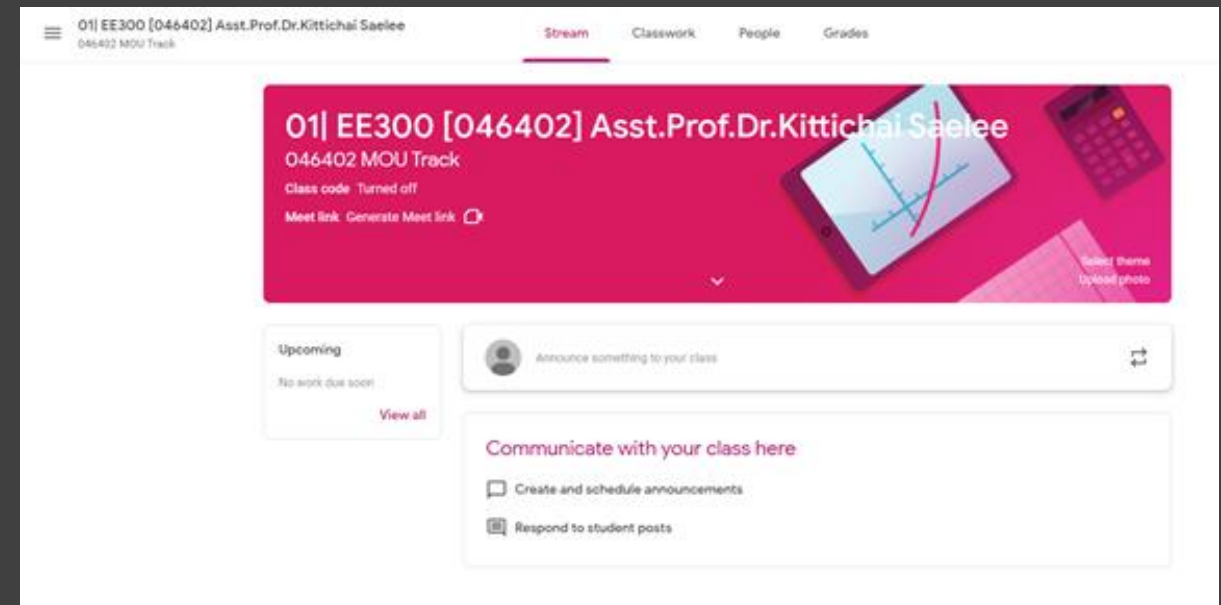 01| EE300 [046402] Asst.Prof.Dr.Kittichai Saelee
046402 MOU Track
Stream
Classwork
People
Grades
01| EE300 [046402] Asst.Prof.Dr.Kittichai Saelee
046402 MOU Track
Class code Turned off
Meet link Generate Meet link
Select theme
Upload photo
Upcoming
No work due soon
View all
Announce something to your class
Communicate with your class here
Create and schedule announcements
Respond to student posts